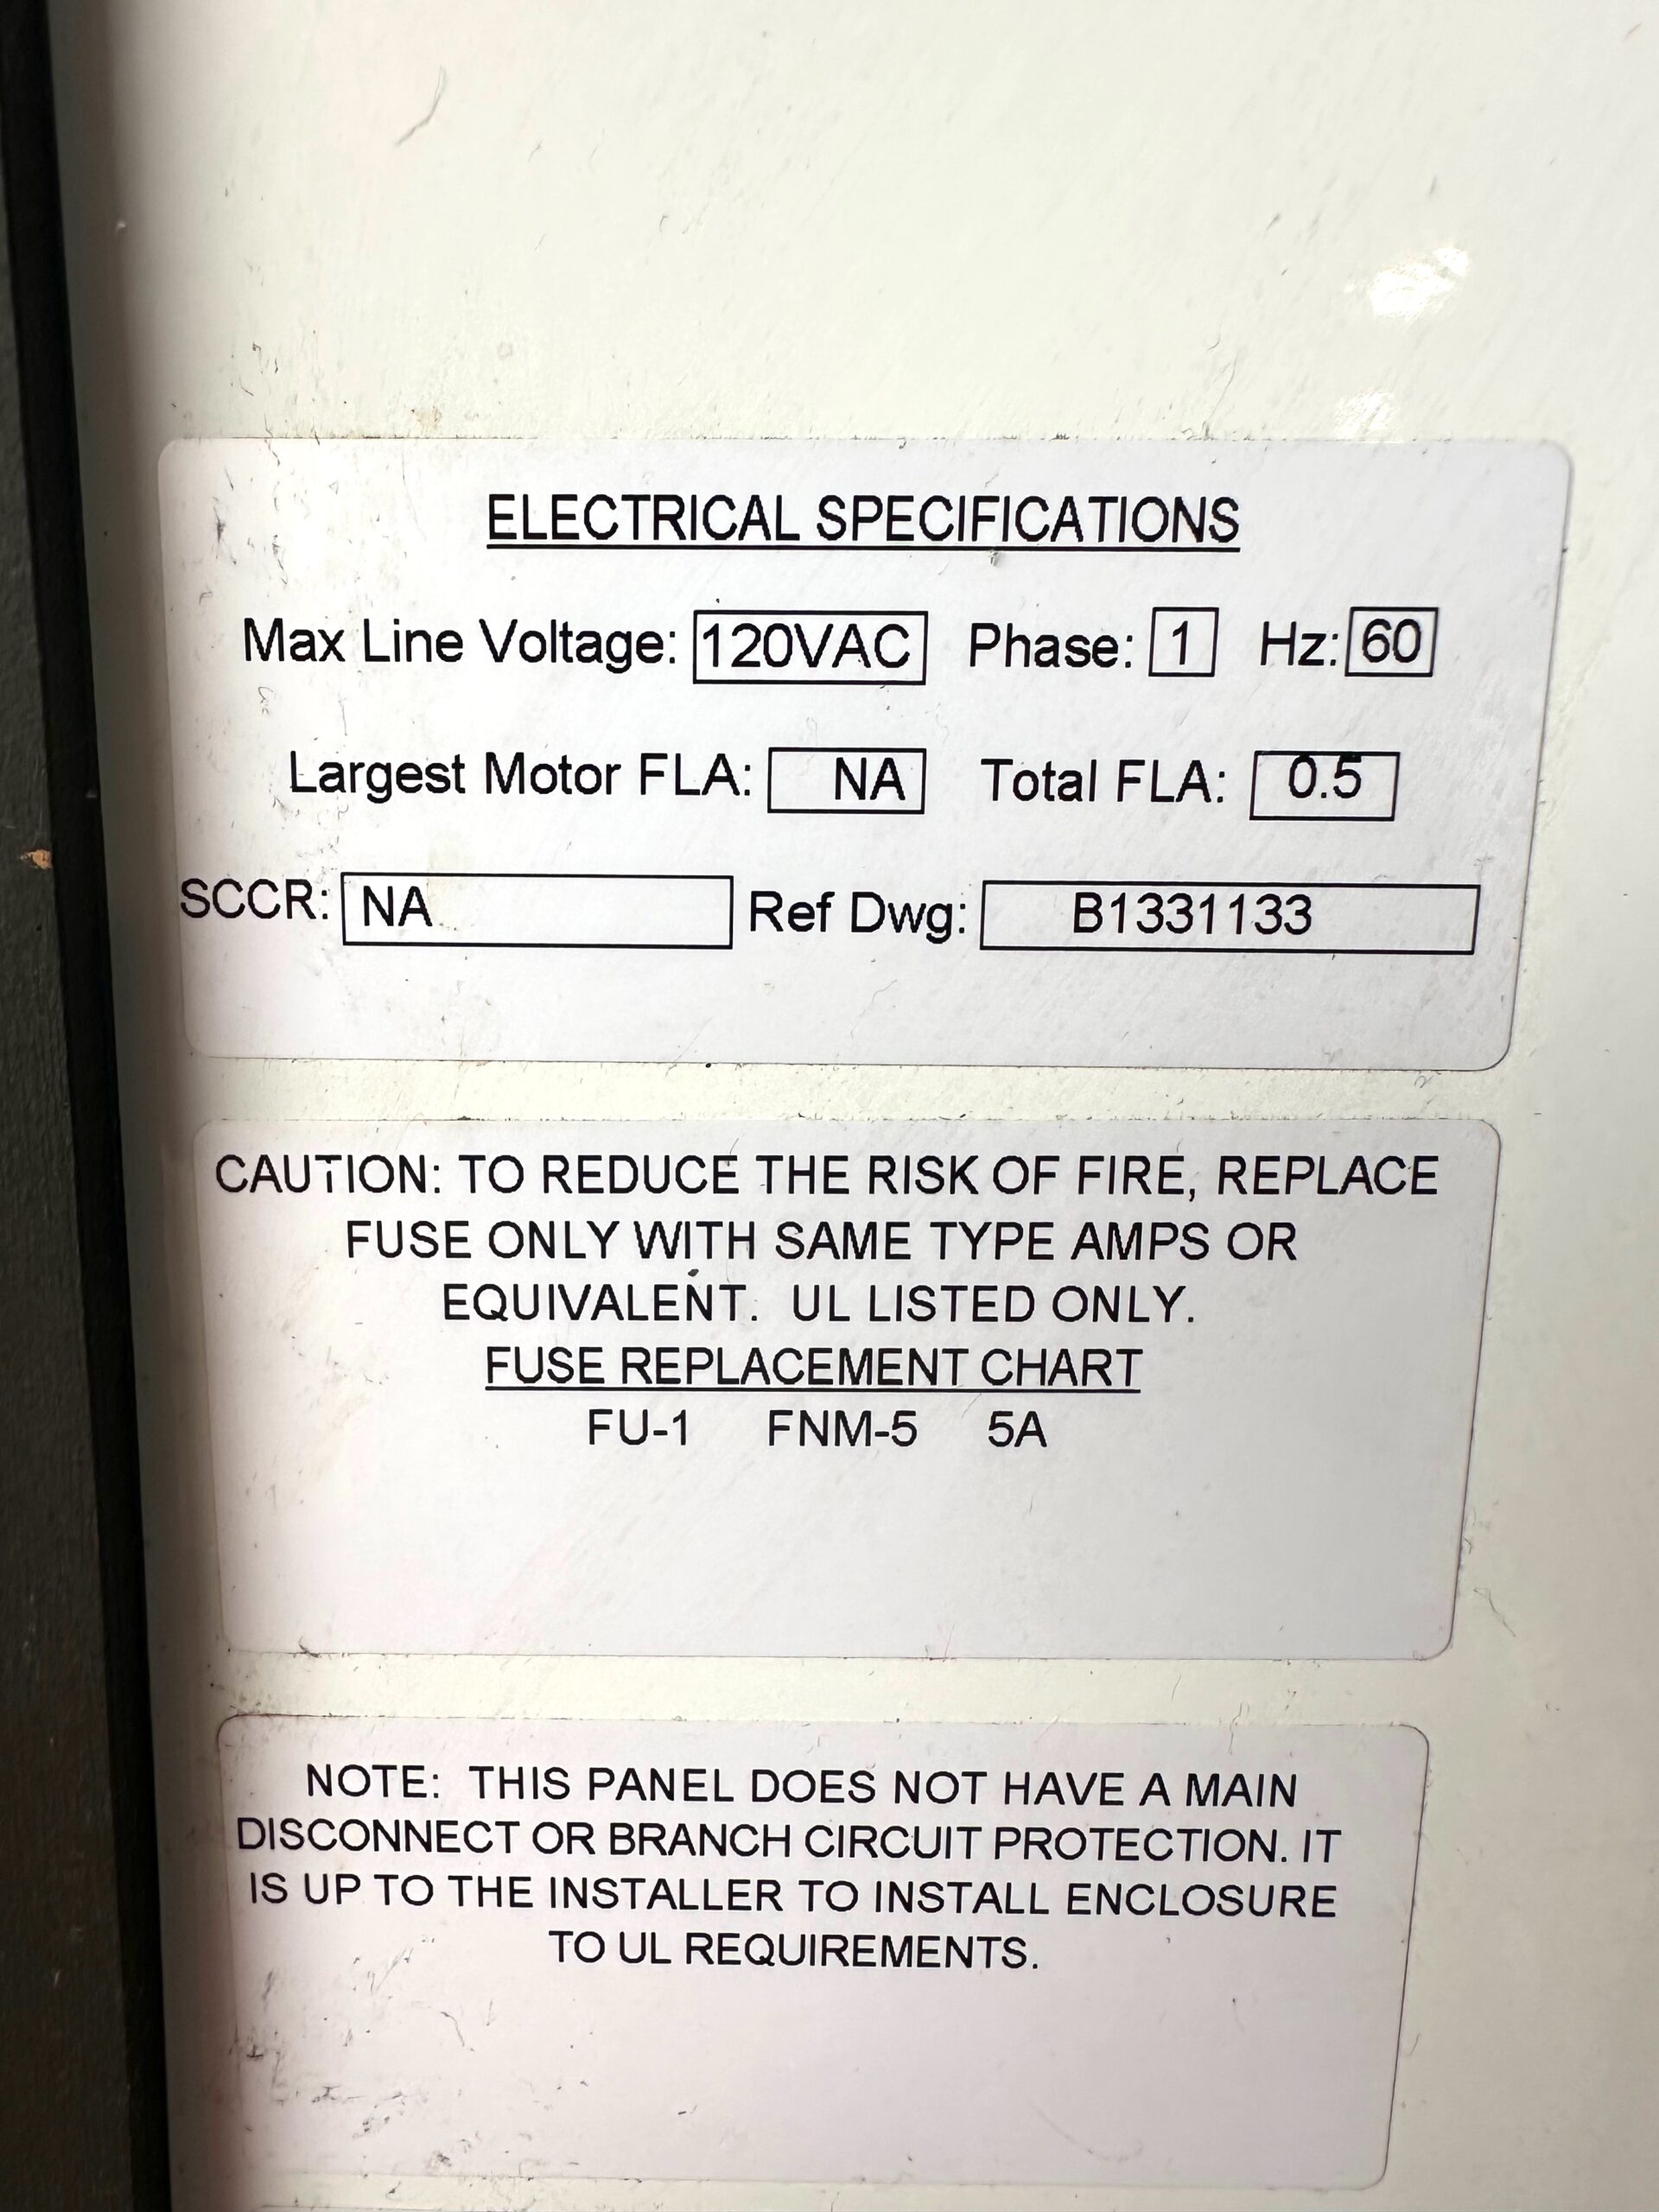 ELECTRICAL SPECIFICATIONS
Max Line Voltage: 120VAC Phase: 1 Hz: 60
Largest Motor FLA: NA Total FLA: 0.5
SCCR: NA Ref Dwg: B1331133
CAUTION: TO REDUCE THE RISK OF FIRE, REPLACE
FUSE ONLY WITH SAME TYPE AMPS OR
EQUIVALENT. UL LISTED ONLY.
FUSE REPLACEMENT CHART
FU-1 FNM-5 5A
NOTE: THIS PANEL DOES NOT HAVE A MAIN
DISCONNECT OR BRANCH CIRCUIT PROTECTION. IT
IS UP TO THE INSTALLER TO INSTALL ENCLOSURE
TO UL REQUIREMENTS.